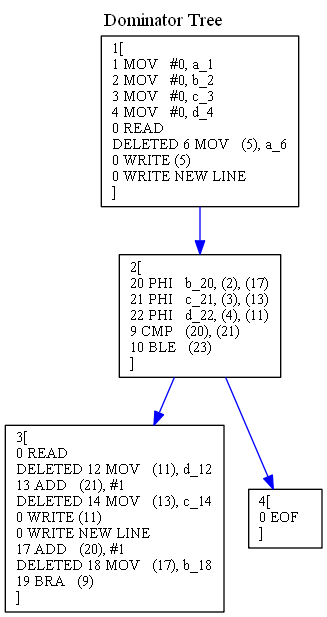 Dominator Tree
1[
1 MOV #0, a_1
2 MOV #0, b_2
3 MOV #0, c_3
4 MOV #0, d_4
0 READ
DELETED 6 MOV (5), a_6
0 WRITE (5)
0 WRITE NEW LINE
]
2[
20 PHI b_20, (2), (17)
21 PHI c_21, (3), (13)
22 PHI d_22, (4), (11)
9 CMP (20), (21)
10 BLE (23)
]
3[
0 READ
DELETED 12 MOV (11), d_12
13 ADD (21), #1
DELETED 14 MOV (13), c_14
0 WRITE (11)
0 WRITE NEW LINE
17 ADD (20), #1
DELETED 18 MOV (17), b_18
19 BRA (9)
]
4[
0 EOF
]